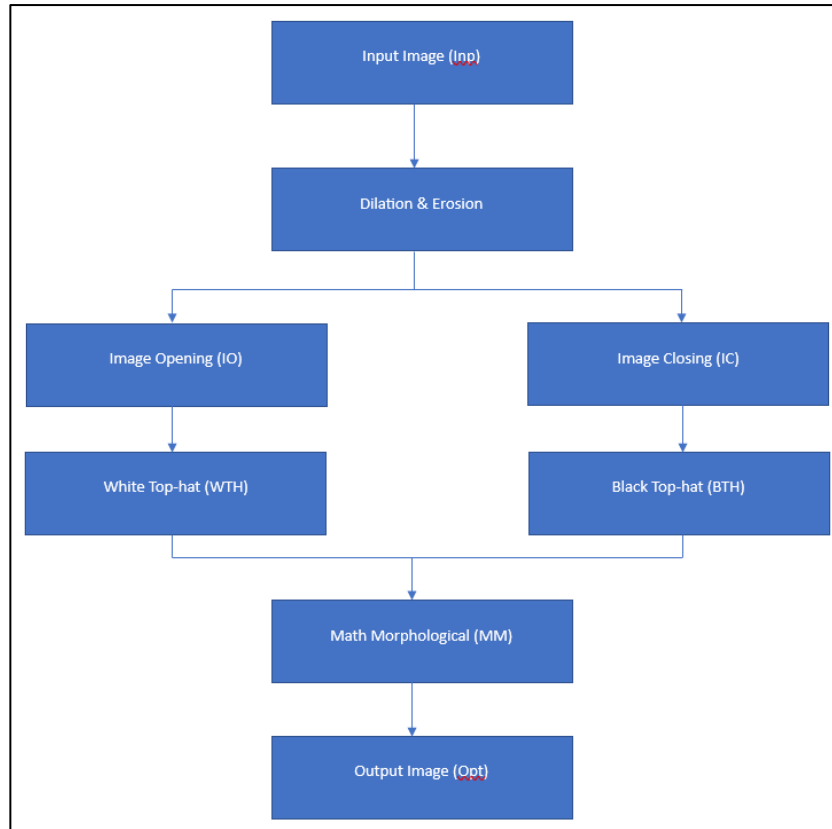 Input Image (Inp)
Dilation & Erosion
Image Opening (IO)
Image Closing (IC)
White Top-hat (WTH)
Black Top-hat (BTH)
Math Morphological (MM)
Output Image (Opt)